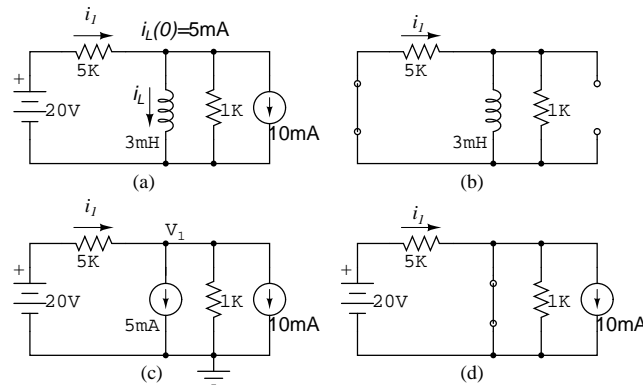 i1 iL(0)=5mA
5K
+
20V
iL
3mH
1K
10mA
(a)
i1
5K
3mH
1K
(b)
i1
V1
5K
+
20V
5mA
1K
10mA
(c)
i1
5K
+
20V
1K
10mA
(d)